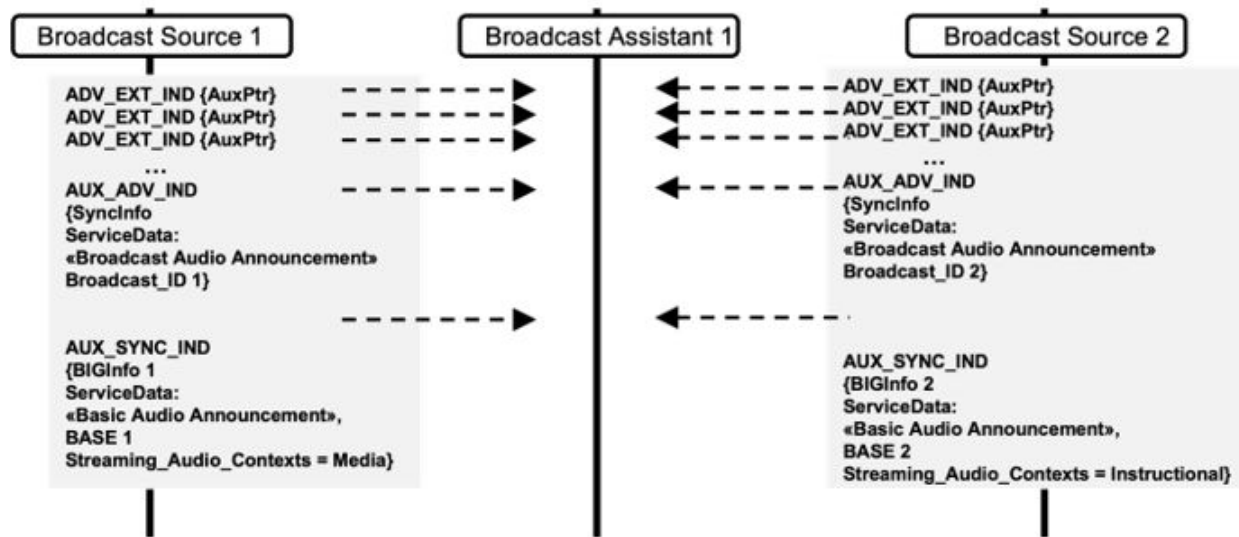 Broadcast Source 1
Broadcast Assistant 1
Broadcast Source 2
ADV_EXT_IND {AuxPtr}
ADV_EXT_IND {AuxPtr}
ADV_EXT_IND {AuxPtr}
...
AUX_ADV_IND
{SyncInfo
ServiceData:
«Broadcast Audio Announcement»
Broadcast_ID 1}
AUX_SYNC_IND
{BIGInfo 1
ServiceData:
«Basic Audio Announcement»,
BASE 1
Streaming_Audio_Contexts = Media}
ADV_EXT_IND {AuxPtr}
ADV_EXT_IND {AuxPtr}
ADV_EXT_IND {AuxPtr}
...
AUX_ADV_IND
{SyncInfo
ServiceData:
«Broadcast Audio Announcement»
Broadcast_ID 2}
AUX_SYNC_IND
{BIGInfo 2
ServiceData:
«Basic Audio Announcement»,
BASE 2
Streaming_Audio_Contexts = Instructional}